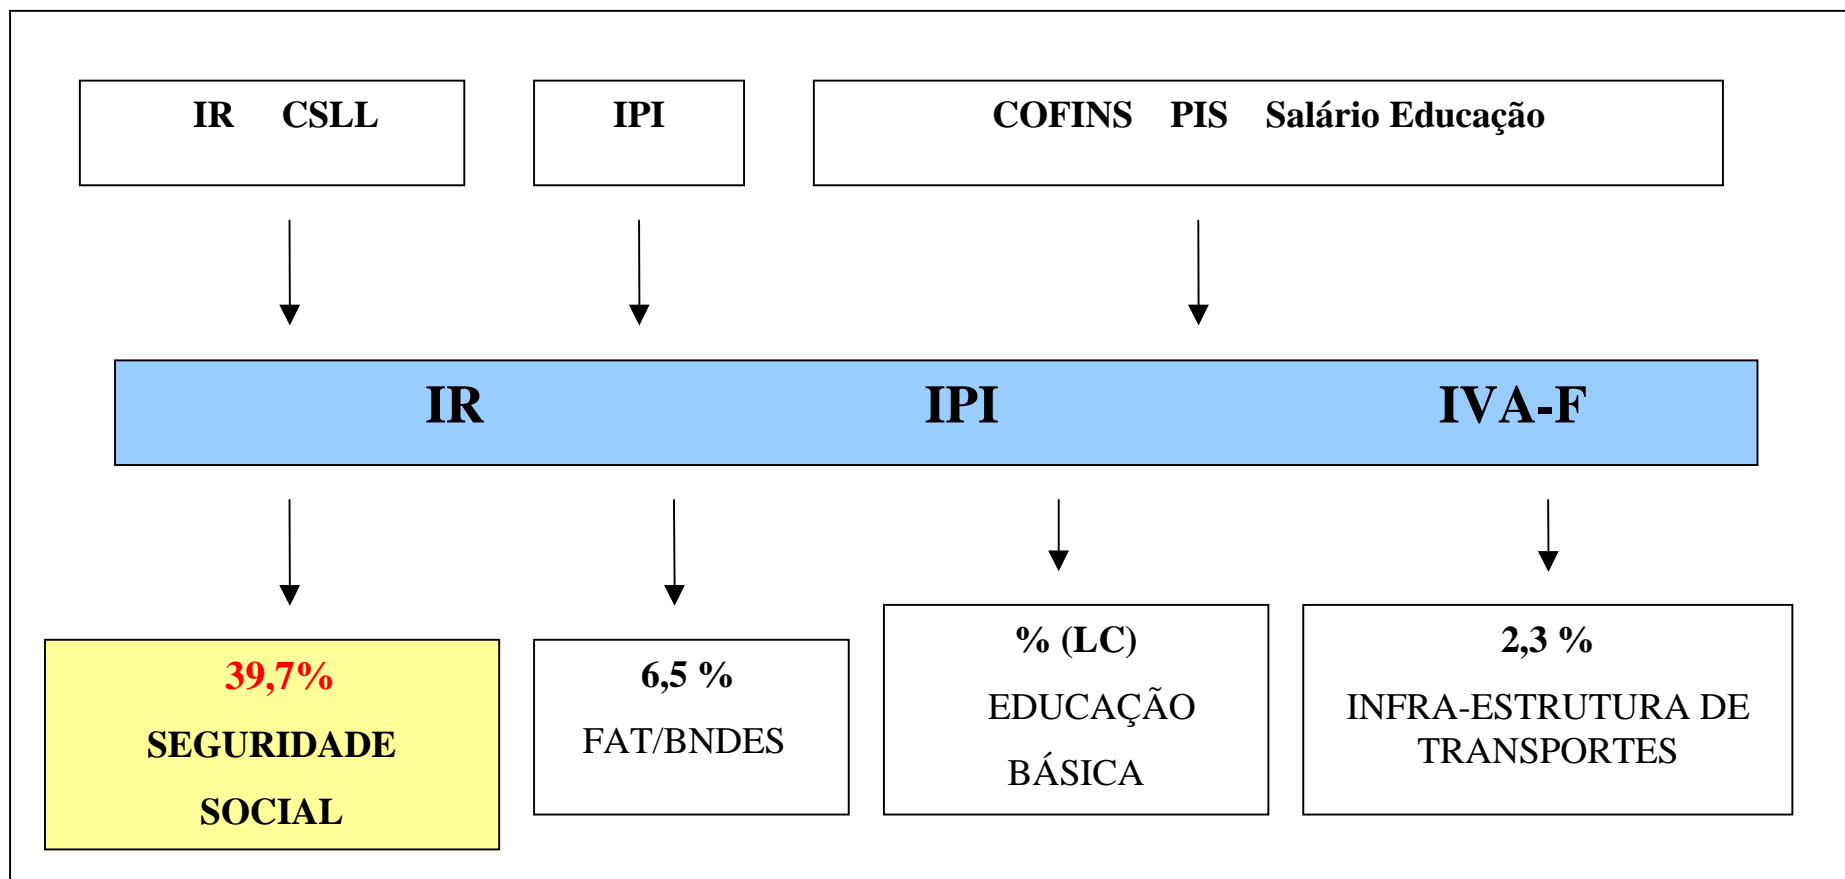 IR CSLL
IPI
COFINS PIS Salário Educação
IR IPI IVA-F
39,7%
SEGURIDADE
SOCIAL
6,5 %
FAT/BNDES
% (LC)
EDUCAÇÃO
BÁSICA
2,3 %
INFRA-ESTRUTURA DE
TRANSPORTES